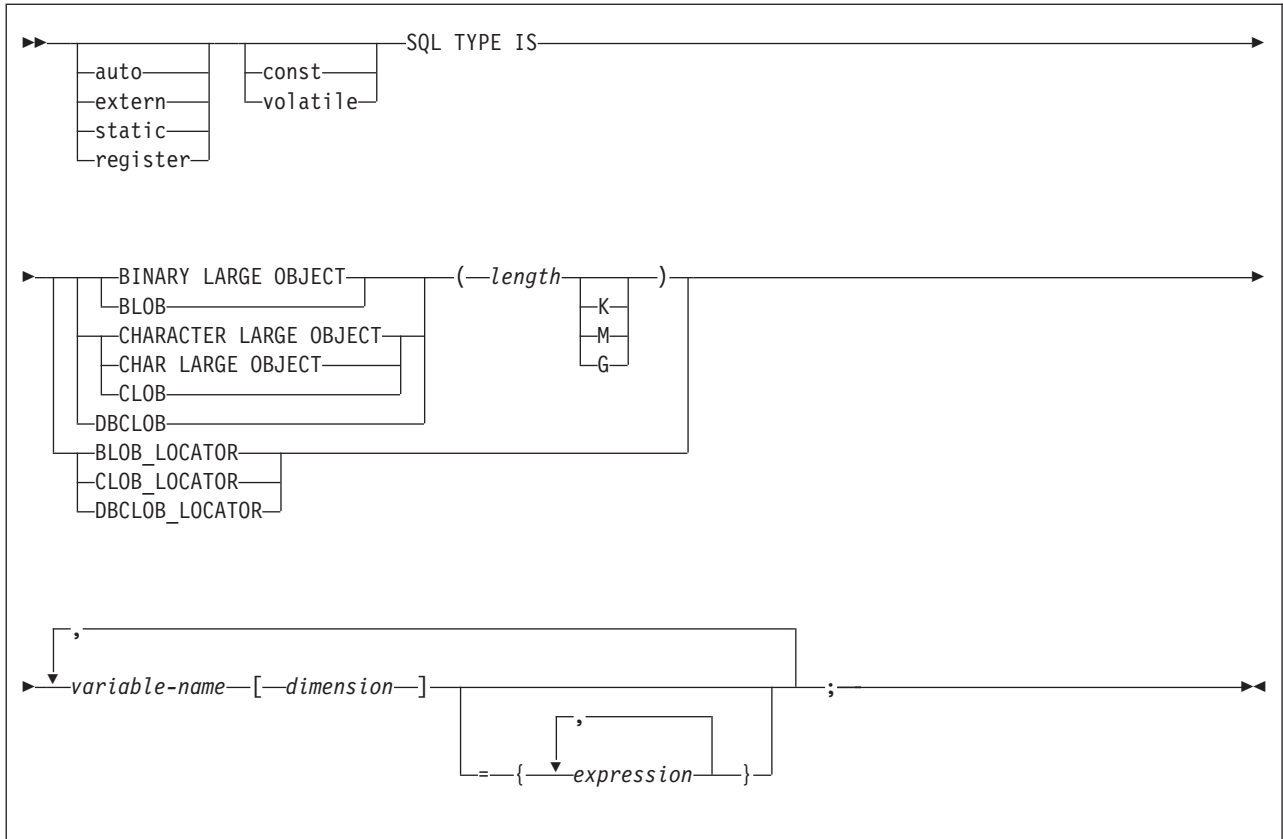 SQL TYPE IS
auto const
extern volatile
static
register
BINARY LARGE OBJECT ( length )
BLOB K
CHARACTER LARGE OBJECT M
CHAR LARGE OBJECT G
CLOB
DBCLOB
BLOB_LOCATOR
CLOB_LOCATOR
DBCLOB_LOCATOR
,
variable-name [ dimension ] ;
,
= { expression }